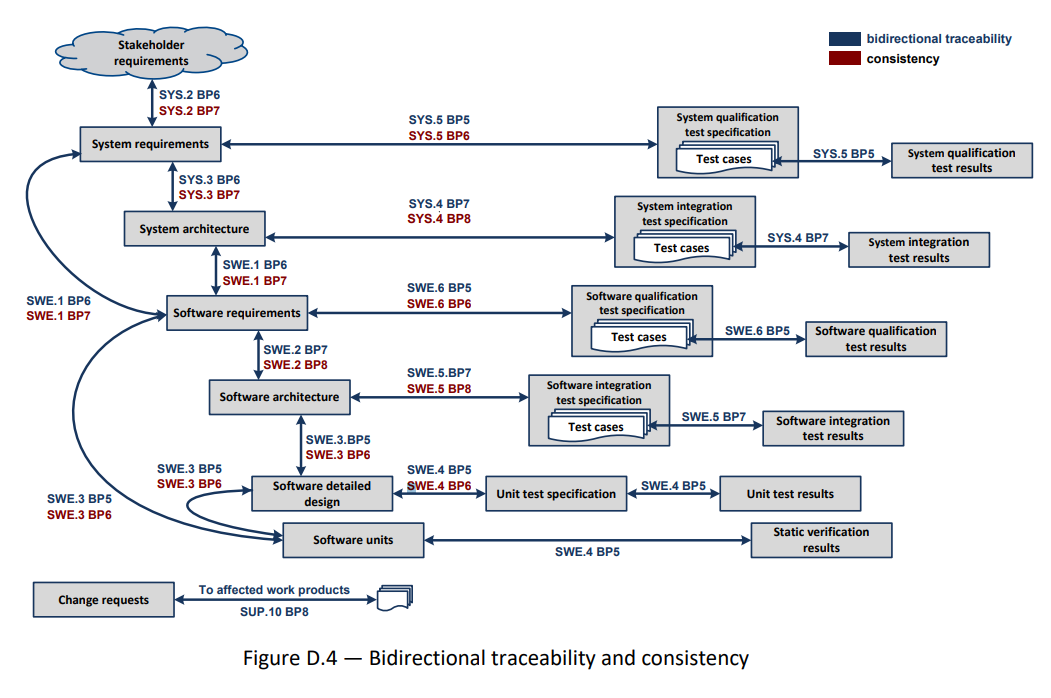 Stakeholder
requirements
bidirectional traceability
consistency
SYS.2 BP6
SYS.2 BP7
System requirements
SYS.5 BP5
SYS.5 BP6
System qualification
test specification
Test cases
SYS.5 BP5
System qualification
test results
SYS.3 BP6
SYS.3 BP7
System architecture
SYS.4 BP7
SYS.4 BP8
System integration
test specification
Test cases
SYS.4 BP7
System integration
test results
SWE.1 BP6
SWE.1 BP7
SWE.1 BP6
SWE.1 BP7
Software requirements
SWE.6 BP5
SWE.6 BP6
Software qualification
test specification
Test cases
SWE.6 BP5
Software qualification
test results
SWE.2 BP7
SWE.2 BP8
Software architecture
SWE.5.BP7
SWE.5 BP8
Software integration
test specification
Test cases
SWE.5 BP7
Software integration
test results
SWE.3.BP5
SWE.3 BP6
SWE.3 BP5
SWE.3 BP6
Software detailed
design
SWE.4 BP5
SWE.4 BP6
Unit test specification
SWE.4 BP5
Unit test results
SWE.3 BP5
SWE.3 BP6
Software units
SWE.4 BP5
Static verification
results
Change requests
To affected work products
SUP.10 BP8
Figure D.4 — Bidirectional traceability and consistency